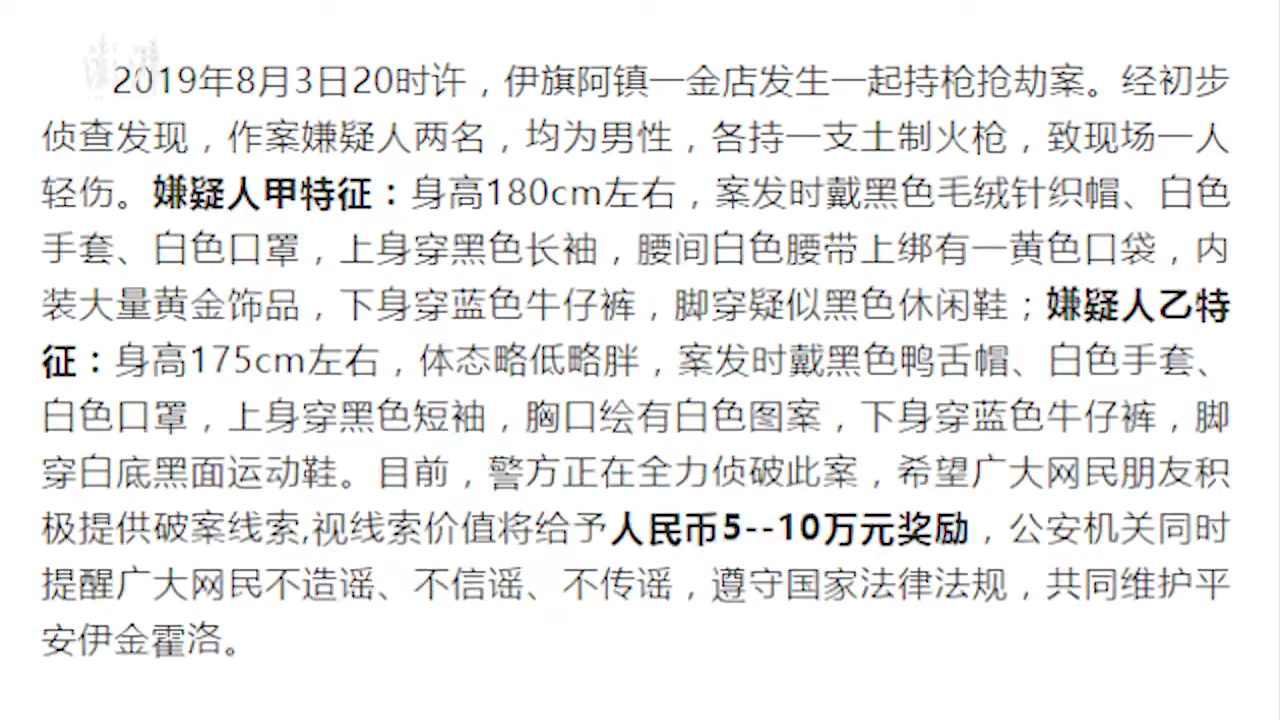 澎湃
2019年8月3日20时许，伊旗阿镇一金店发生一起持枪抢劫案。经初步
侦查发现，作案嫌疑人两名，均为男性，各持一支土制火枪，致现场一人
轻伤。嫌疑人甲特征：身高180cm左右，案发时戴黑色毛绒针织帽、白色
手套、白色口罩，上身穿黑色长袖，腰间白色腰带上绑有一黄色口袋，内
装大量黄金饰品，下身穿蓝色牛仔裤，脚穿疑似黑色休闲鞋；嫌疑人乙特
征：身高175cm左右，体态略低略胖，案发时戴黑色鸭舌帽、白色手套、
白色口罩，上身穿黑色短袖，胸口绘有白色图案，下身穿蓝色牛仔裤，脚
穿白底黑面运动鞋。目前，警方正在全力侦破此案，希望广大网民朋友积
极提供破案线索,视线索价值将给予人民币5--10万元奖励，公安机关同时
提醒广大网民不造谣、不信谣、不传谣，遵守国家法律法规，共同维护平
安伊金霍洛。